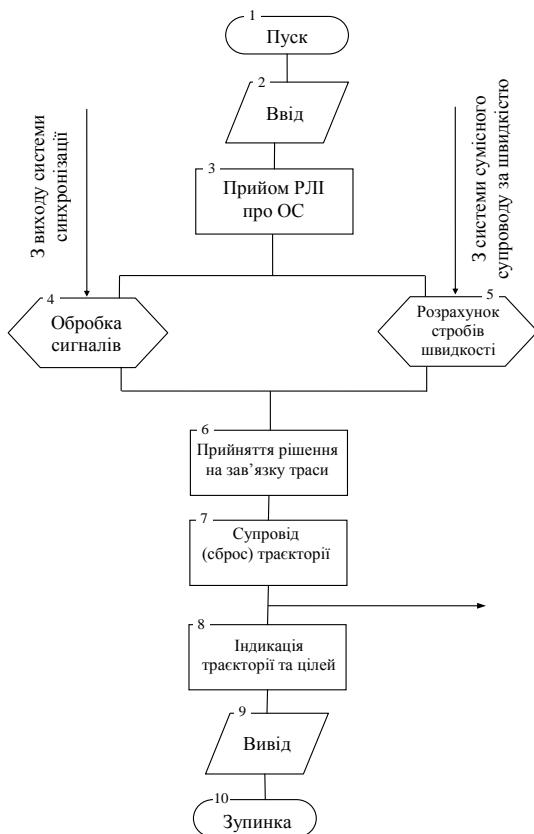 1
Пуск
2
Ввід
3
Прийом РЛІ
про ОС
З виходу системи
синхронізації
З системи сумісного
супроводу за швидкістю
4
Обробка
сигналів
5
Розрахунок
стробів
швидкості
6
Прийняття рішення
на зав’язку траси
7
Супровід
(сброс) траєкторії
8
Індикація
траєкторії та цілей
9
Вивід
10
Зупинка